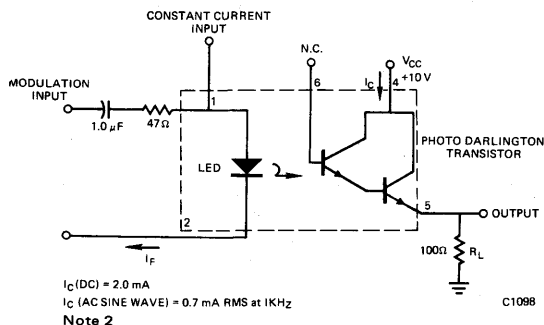 CONSTANT CURRENT
INPUT
N.C.
VCC
+10 V
MODULATION
INPUT
6
IC
4
1
1.0 µF
47Ω
PHOTO DARLINGTON
TRANSISTOR
LED
5
OUTPUT
2
IF
100Ω
RL
IC (DC) = 2.0 mA
IC (AC SINE WAVE) = 0.7 mA RMS at 1KHz
C1098
Note 2